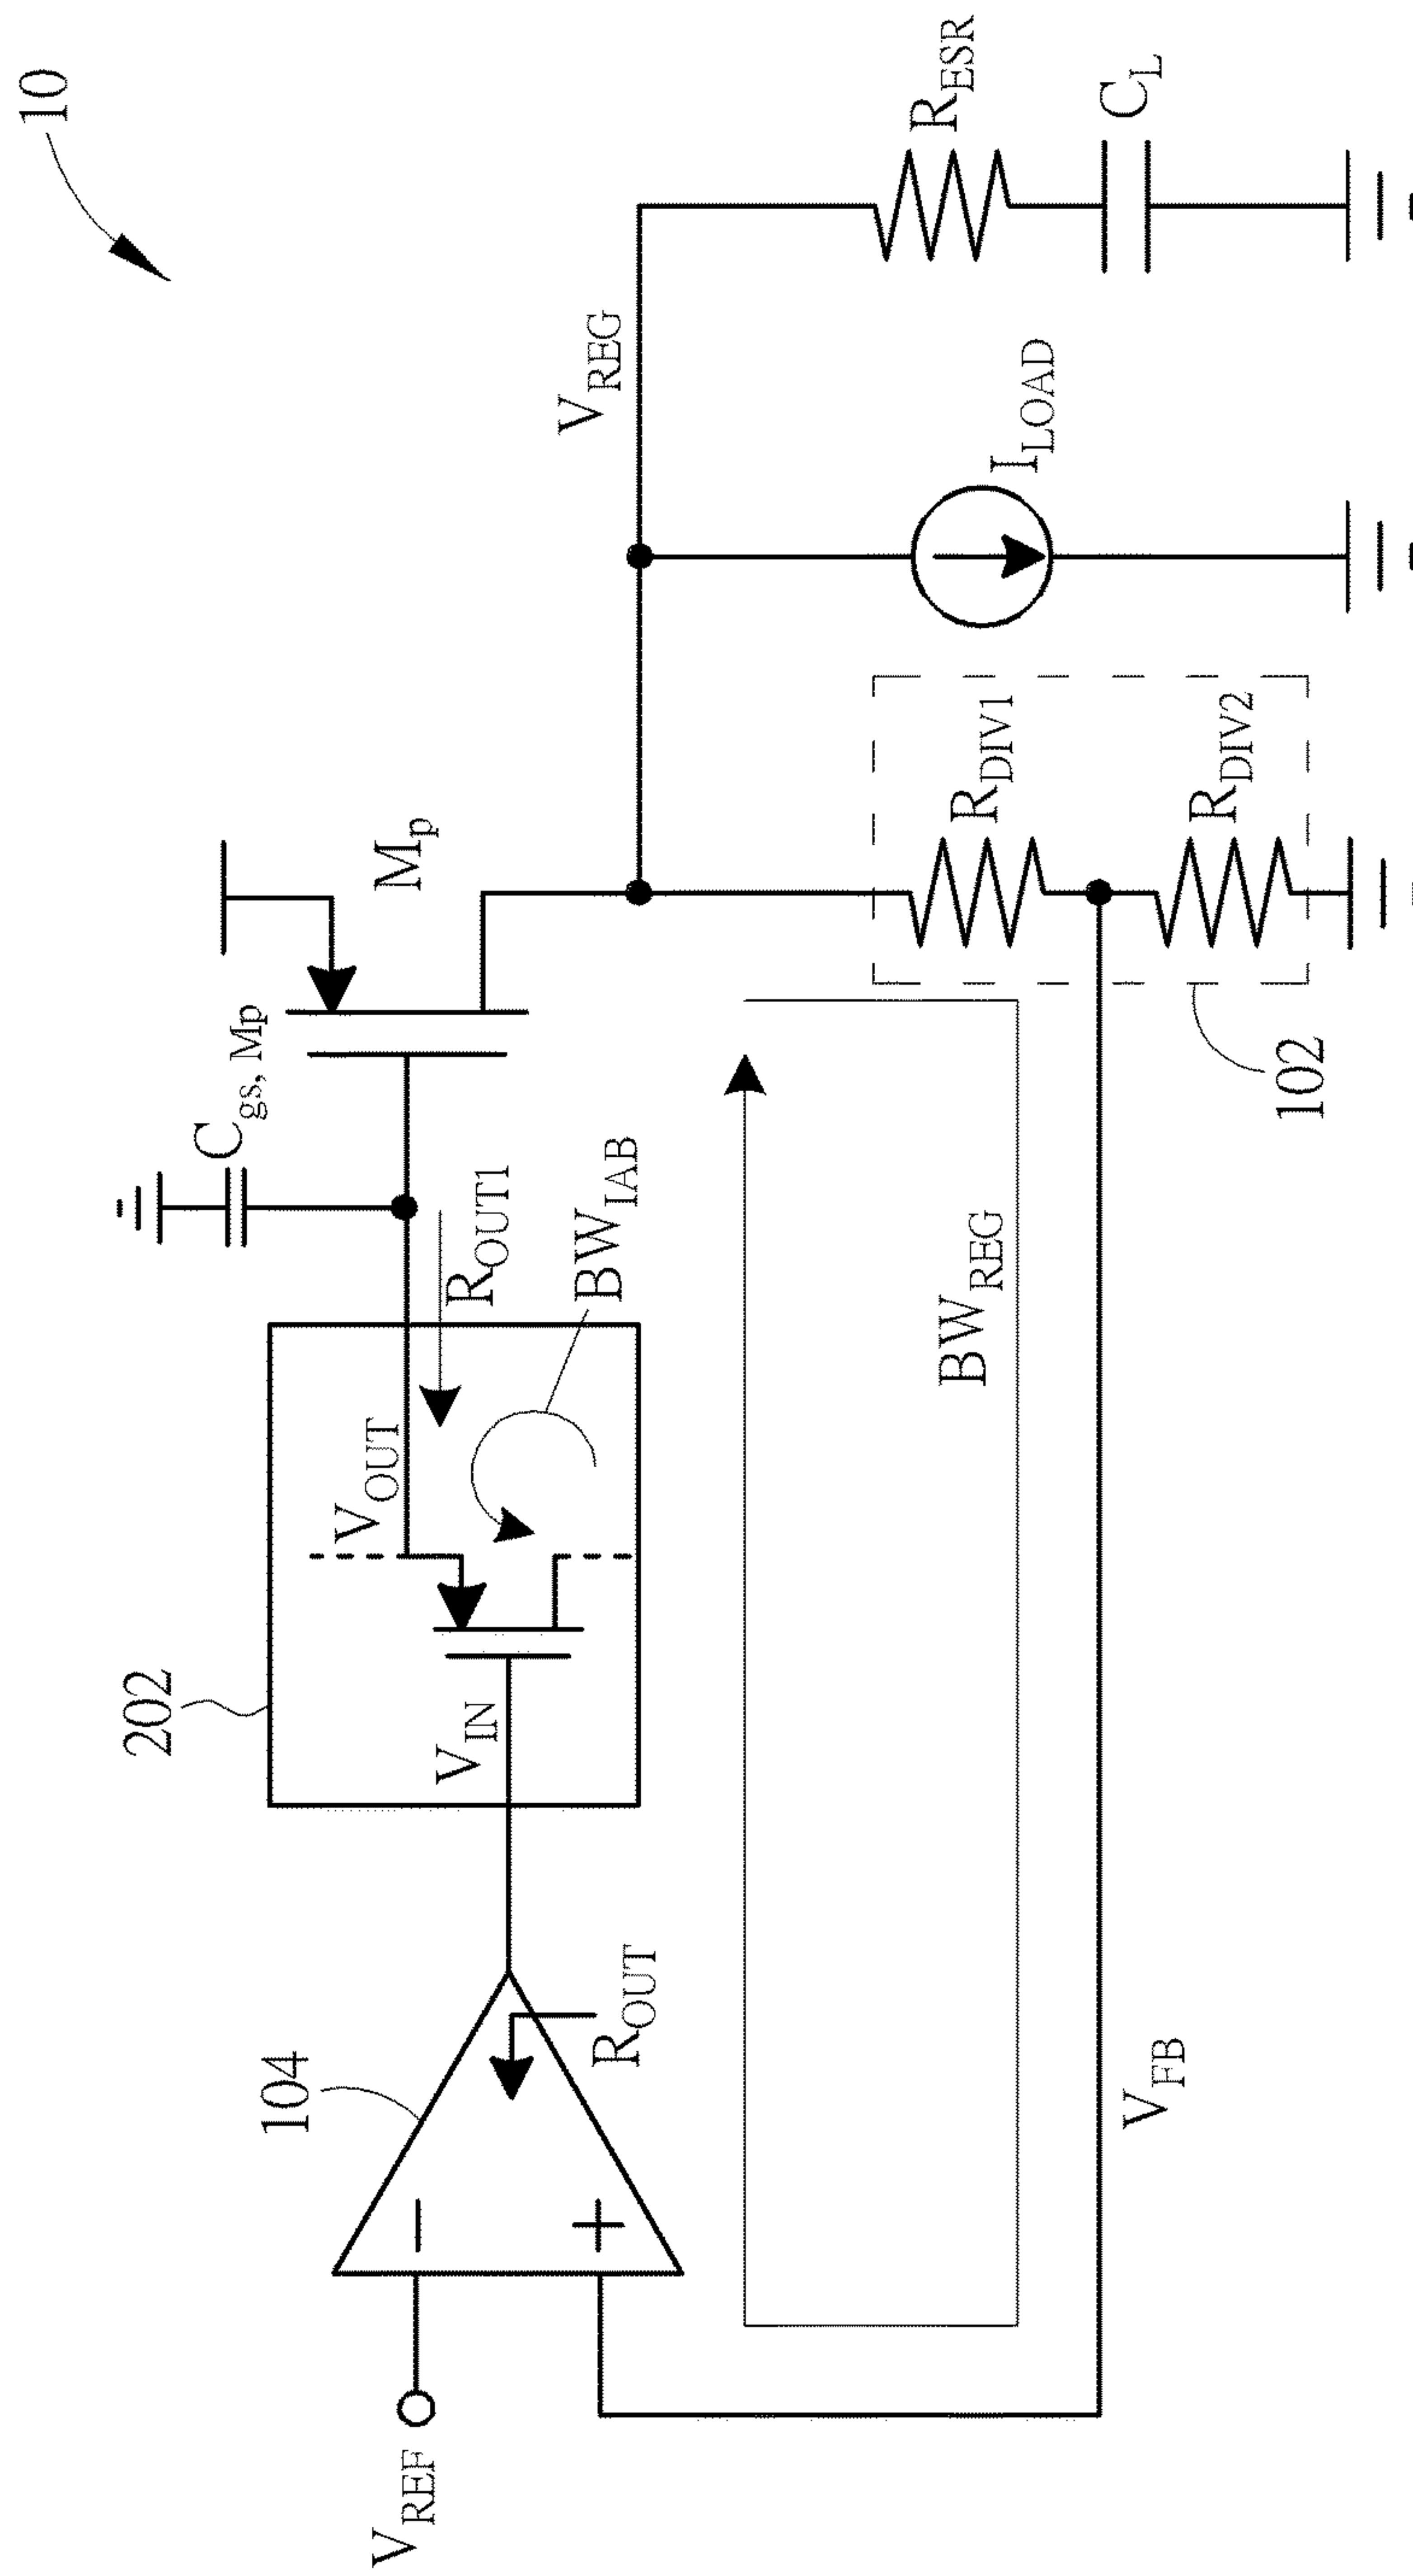 10
202
104
V_REF
−
+
R_OUT
V_IN
V_OUT
R_OUT1
BW_IAB
C_gs, Mp
M_p
V_REG
BW_REG
V_FB
102
R_DIV1
R_DIV2
I_LOAD
R_ESR
C_L